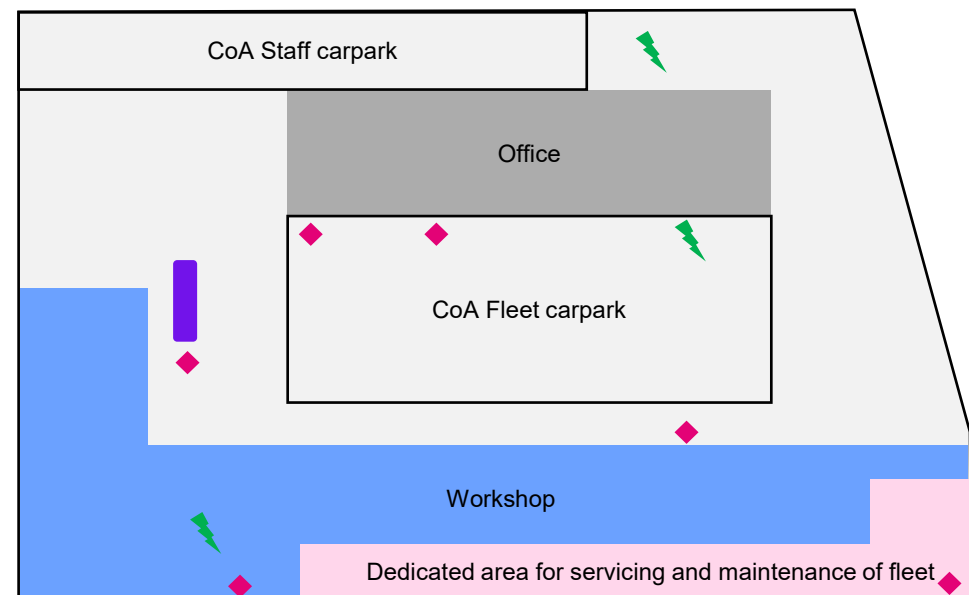 CoA Staff carpark
Office
CoA Fleet carpark
Workshop
Dedicated area for servicing and maintenance of fleet